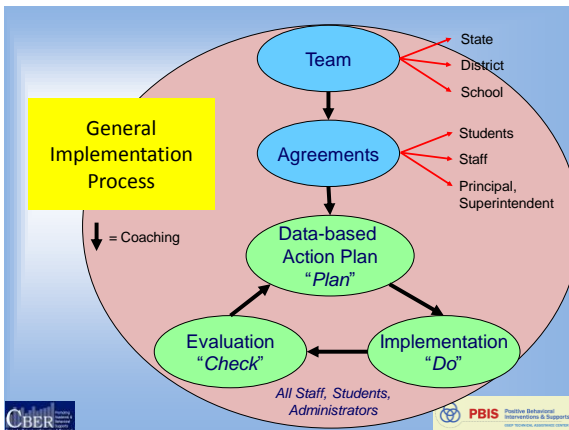 General
Implementation
Process
= Coaching
Team
State
District
School
Agreements
Students
Staff
Principal,
Superintendent
Data-based
Action Plan
“Plan”
Implementation
“Do”
Evaluation
“Check”
All Staff, Students,
Administrators
CBER
PBIS
Positive Behavioral
Interventions & Supports